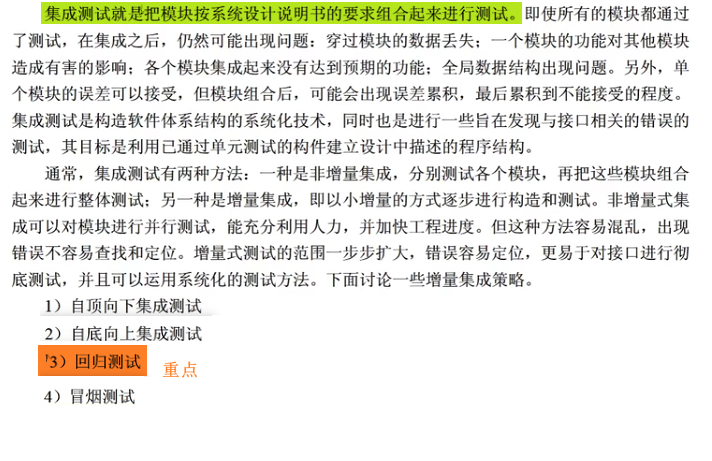 集成测试就是把模块按系统设计说明书的要求组合起来进行测试。即使所有的模块都通过
了测试，在集成之后，仍然可能出现问题：穿过模块的数据丢失；一个模块的功能对其他模块
造成有害的影响；各个模块集成起来没有达到预期的功能；全局数据结构出现问题。另外，单
个模块的误差可以接受，但模块组合后，可能会出现误差累积，最后累积到不能接受的程度。
集成测试是构造软件体系结构的系统化技术，同时也是进行一些旨在发现与接口相关的错误的
测试，其目标是利用已通过单元测试的构件建立设计中描述的程序结构。
通常，集成测试有两种方法：一种是非增量集成，分别测试各个模块，再把这些模块组合
起来进行整体测试；另一种是增量集成，即以小增量的方式逐步进行构造和测试。非增量式集
成可以对模块进行并行测试，能充分利用人力，并加快工程进度。但这种方法容易混乱，出现
错误不容易查找和定位。增量式测试的范围一步步扩大，错误容易定位，更易于对接口进行彻
底测试，并且可以运用系统化的测试方法。下面讨论一些增量集成策略。
1）自顶向下集成测试
2）自底向上集成测试
3）回归测试 重点
4）冒烟测试